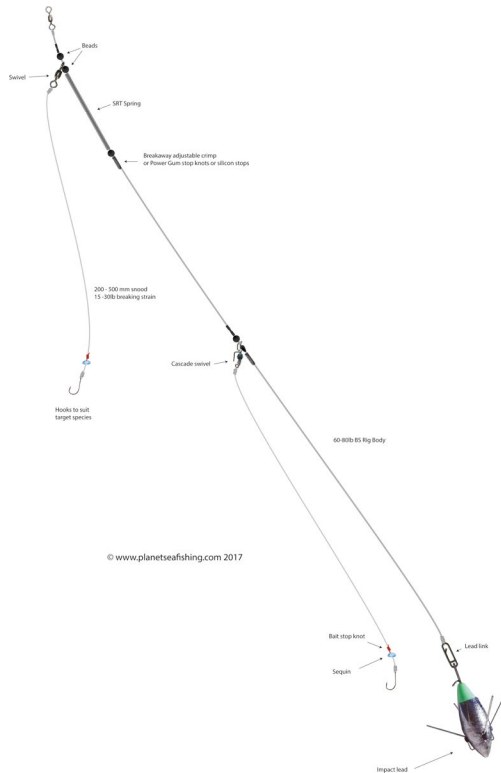 Beads
Swivel
SRT Spring
Breakaway adjustable crimp
or Power Gum stop knots or silicon stops
200 - 500 mm snood
15 -30lb breaking strain
Cascade swivel
Hooks to suit
target species
60-80lb BS Rig Body
© www.planetseafishing.com 2017
Bait stop knot
Lead link
Sequin
Impact lead